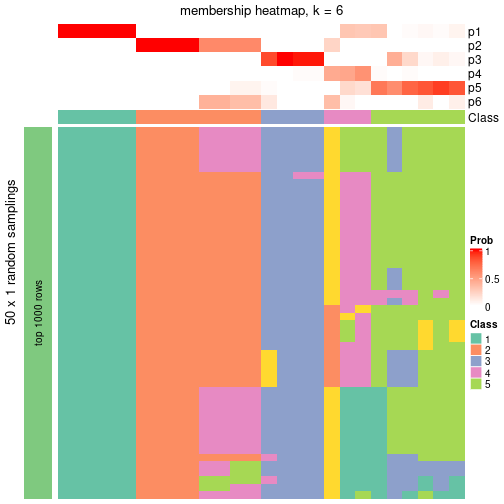 membership heatmap, k = 6
p1
p2
p3
p4
p5
p6
Class
50 x 1 random samplings
top 1000 rows
Prob
1
0.5
0
Class
1
2
3
4
5